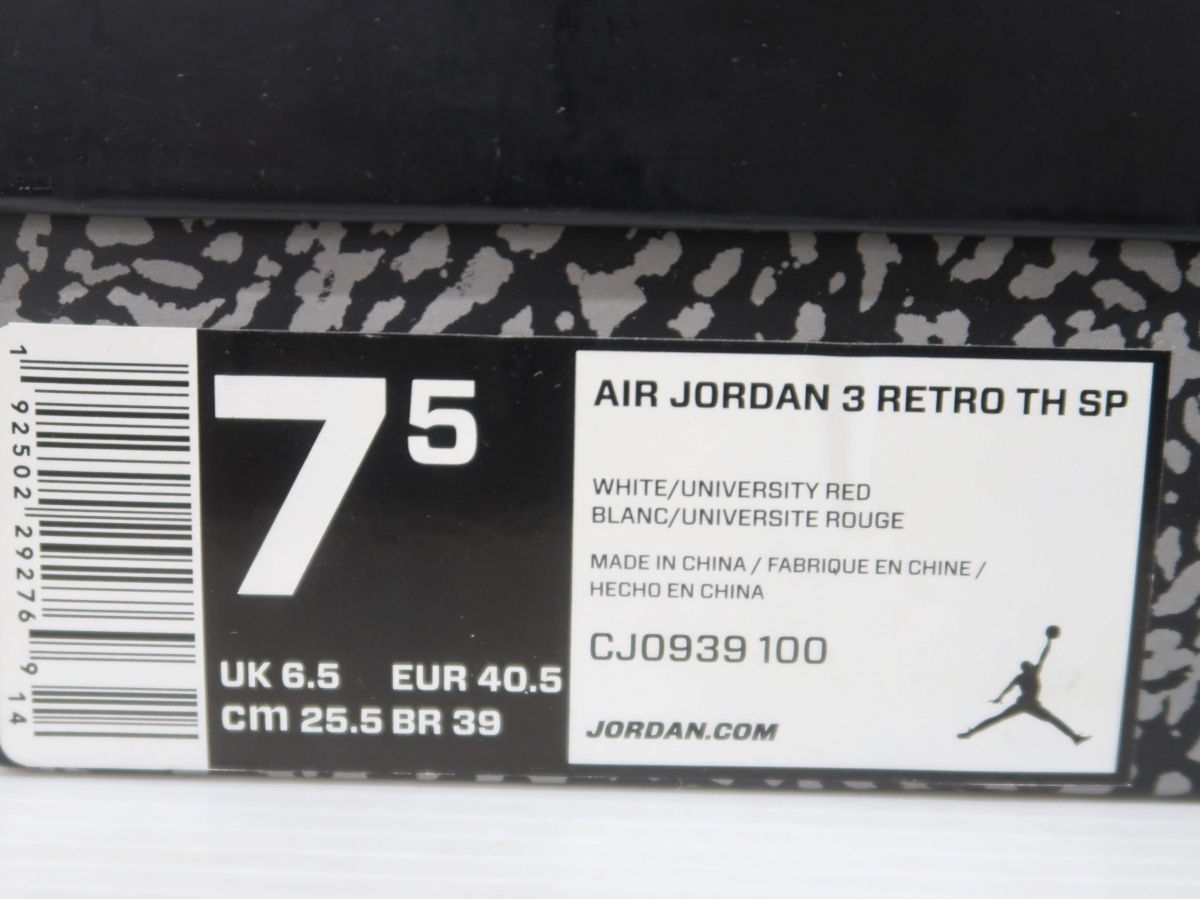 1 92502 29276 9 14
7 5
UK 6.5 EUR 40.5
cm 25.5 BR 39
AIR JORDAN 3 RETRO TH SP
WHITE/UNIVERSITY RED
BLANC/UNIVERSITE ROUGE
MADE IN CHINA / FABRIQUE EN CHINE /
HECHO EN CHINA
CJ0939 100
JORDAN.COM